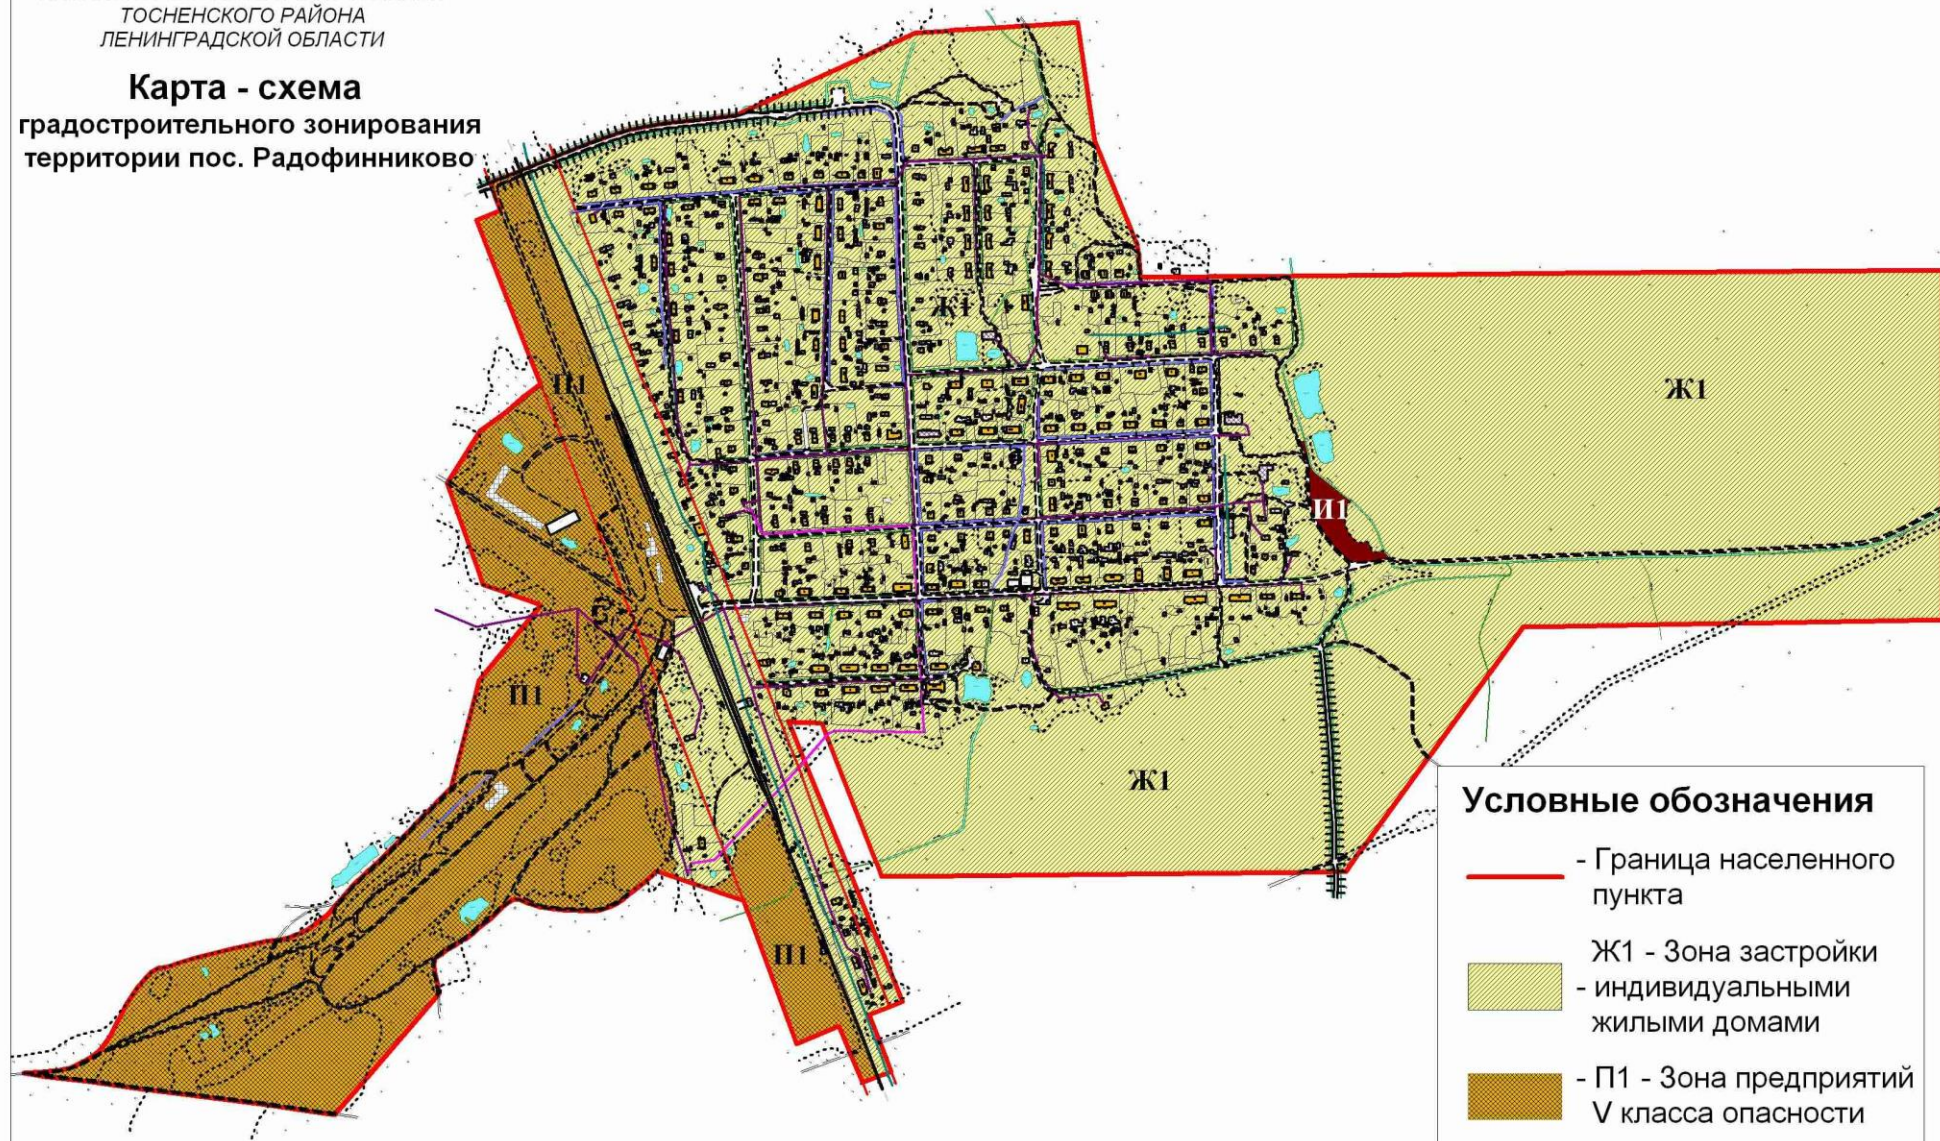 ТОСНЕНСКОГО РАЙОНА
ЛЕНИНГРАДСКОЙ ОБЛАСТИ
Карта - схема
градостроительного зонирования
территории пос. Радофинниково
Ж1
П1
Ж1
И1
П1
Ж1
П1
Условные обозначения
- Граница населенного
пункта
Ж1 - Зона застройки
- индивидуальными
жилыми домами
- П1 - Зона предприятий
V класса опасности